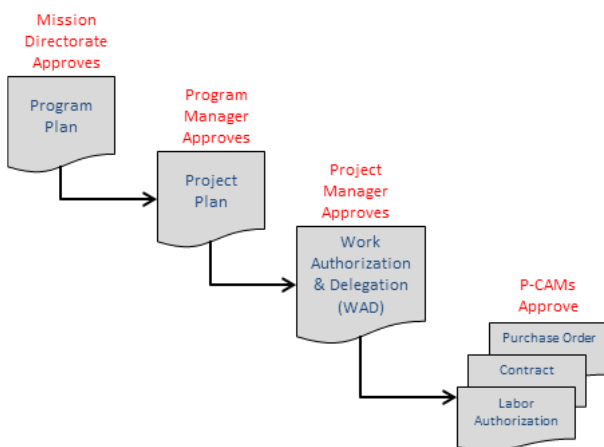 Mission
Directorate
Approves
Program
Plan
Program
Manager
Approves
Project
Plan
Project
Manager
Approves
Work
Authorization
& Delegation
(WAD)
P-CAMs
Approve
Purchase Order
Contract
Labor
Authorization